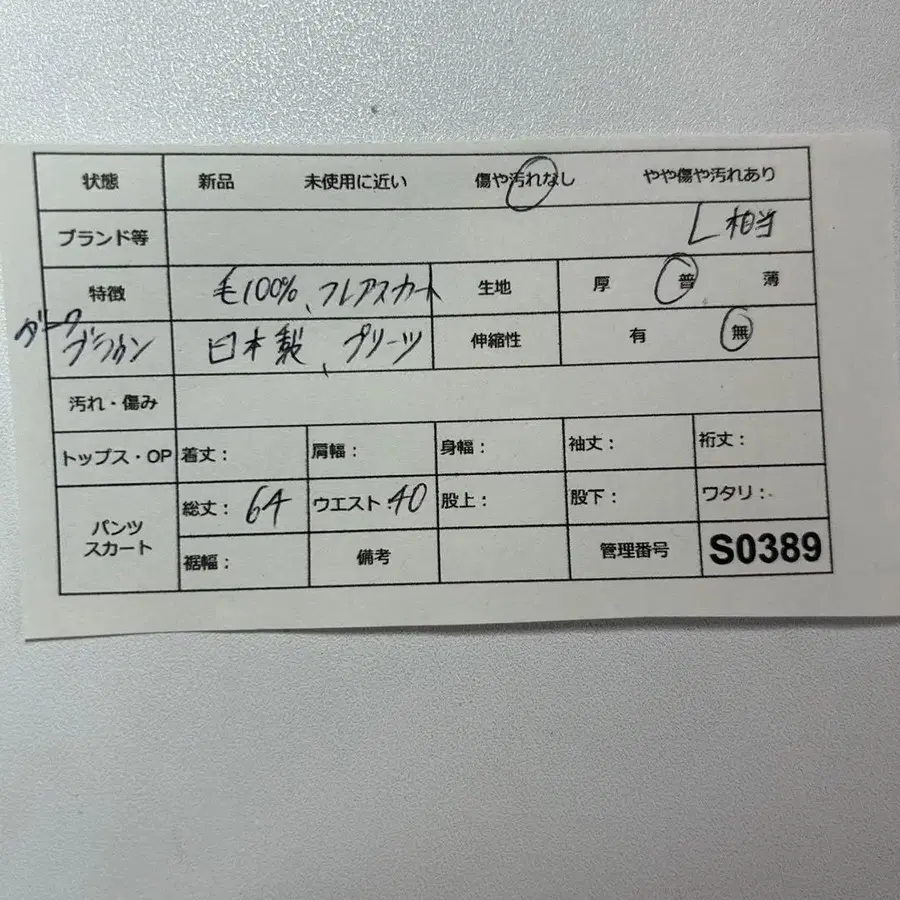 状態 新品 未使用に近い 傷や汚れなし やや傷や汚れあり
ブランド等 L相当
特徴 毛100%、フレアスカート 生地 厚 普 薄
ダーク
ブラウン 日本製、プリーツ 伸縮性 有 無
汚れ・傷み
トップス・OP 着丈: 肩幅: 身幅: 袖丈: 裄丈:
パンツ
スカート
総丈: 64 ウエスト:40 股上: 股下: ワタリ:
裾幅: 備考 管理番号 S0389